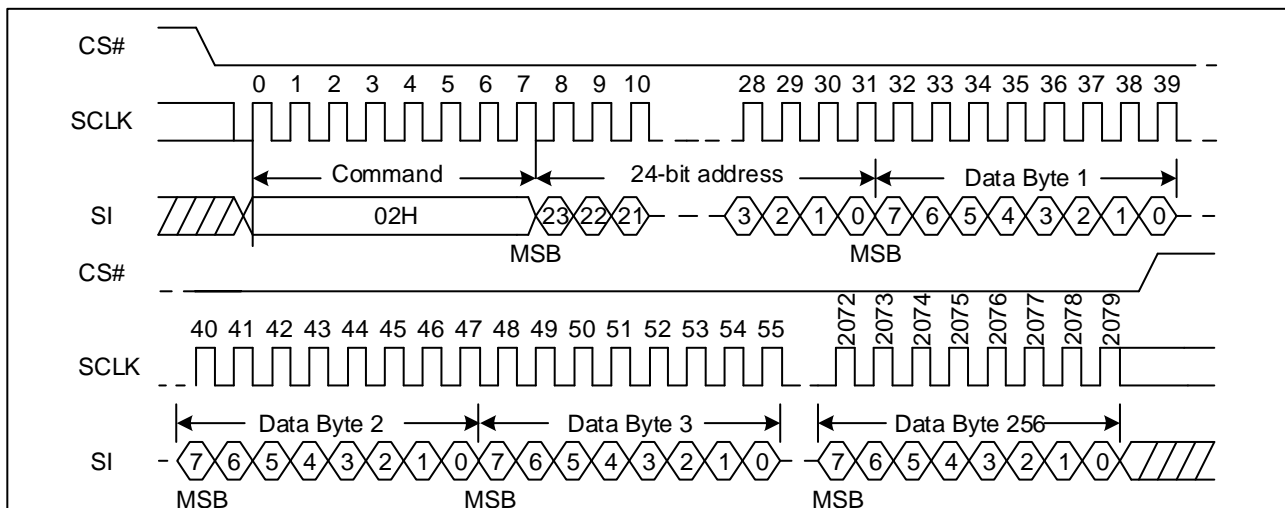 CS#
0 1 2 3 4 5 6 7 8 9 10 28 29 30 31 32 33 34 35 36 37 38 39
SCLK
Command 24-bit address Data Byte 1
SI 02H 23 22 21 3 2 1 0 7 6 5 4 3 2 1 0
MSB MSB
CS#
40 41 42 43 44 45 46 47 48 49 50 51 52 53 54 55 2072 2073 2074 2075 2076 2077 2078 2079
SCLK
Data Byte 2 Data Byte 3 Data Byte 256
SI 7 6 5 4 3 2 1 0 7 6 5 4 3 2 1 0 7 6 5 4 3 2 1 0
MSB MSB MSB